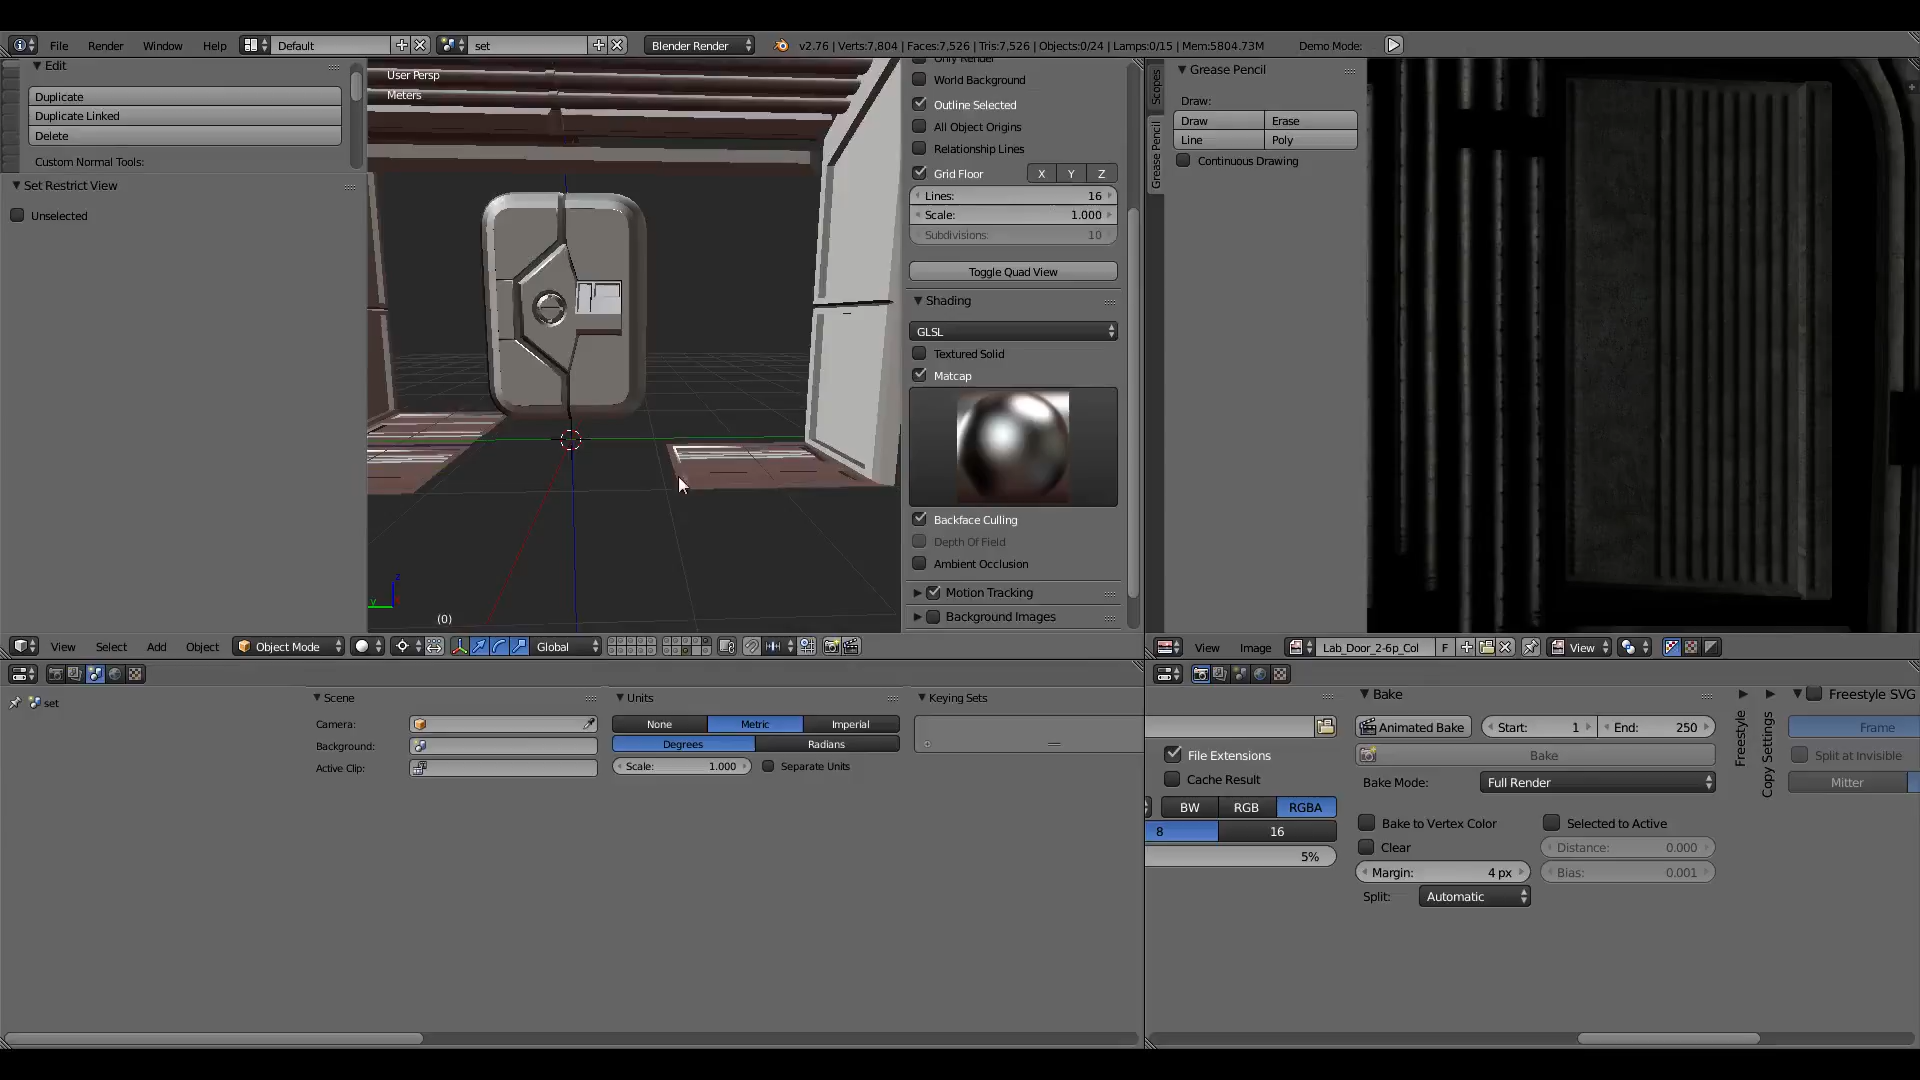 File Render Window Help Default set Blender Render v2.76 | Verts:7,804 | Faces:7,526 | Tris:7,526 | Objects:0/24 | Lamps:0/15 | Mem:5804.73M Demo Mode:
Edit
Duplicate
Duplicate Linked
Delete
Custom Normal Tools:
Set Restrict View
Unselected
User Persp
Meters
(0)
World Background
Outline Selected
All Object Origins
Relationship Lines
Grid Floor X Y Z
Lines: 16
Scale: 1.000
Subdivisions: 10
Toggle Quad View
Shading
GLSL
Textured Solid
Matcap
Backface Culling
Depth Of Field
Ambient Occlusion
Motion Tracking
Background Images
Scopes
Grease Pencil
Grease Pencil
Draw:
Draw Erase
Line Poly
Continuous Drawing
View Select Add Object Object Mode Global
View Image Lab_Door_2-6p_Col F View
set
Scene
Camera:
Background:
Active Clip:
Units
None Metric Imperial
Degrees Radians
Scale: 1.000 Separate Units
Keying Sets
File Extensions
Cache Result
BW RGB RGBA
8 16
5%
Bake
Animated Bake Start: 1 End: 250
Bake
Bake Mode: Full Render
Bake to Vertex Color Selected to Active
Clear Distance: 0.000
Margin: 4 px Bias: 0.001
Split: Automatic
Freestyle
Copy Settings
Freestyle SVG
Frame
Split at Invisible
Mitter